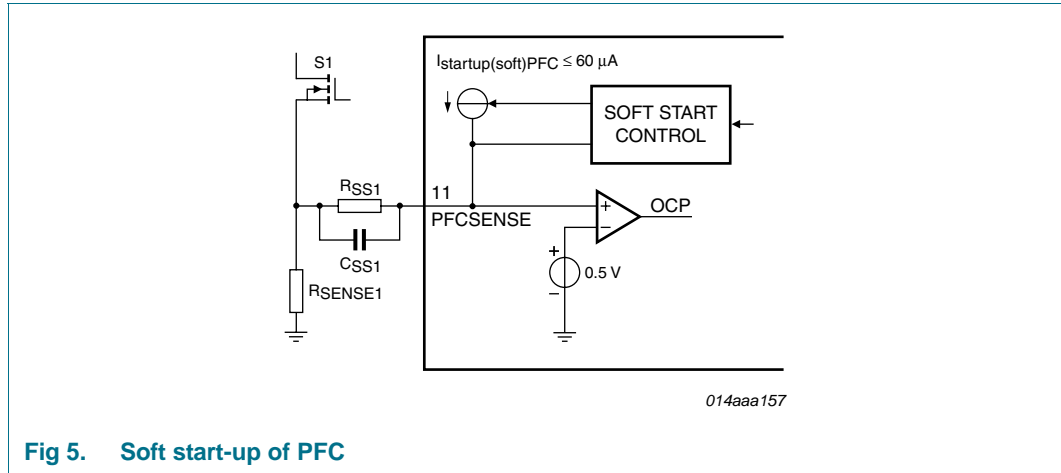 Istartup(soft)PFC ≤ 60 μA
S1
SOFT START
CONTROL
RSS1
11
PFCSENSE
OCP
CSS1
0.5 V
RSENSE1
014aaa157
Fig 5. Soft start-up of PFC